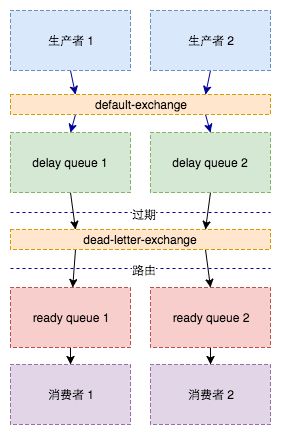 生产者 1
生产者 2
default-exchange
delay queue 1
delay queue 2
过期
dead-letter-exchange
路由
ready queue 1
ready queue 2
消费者 1
消费者 2